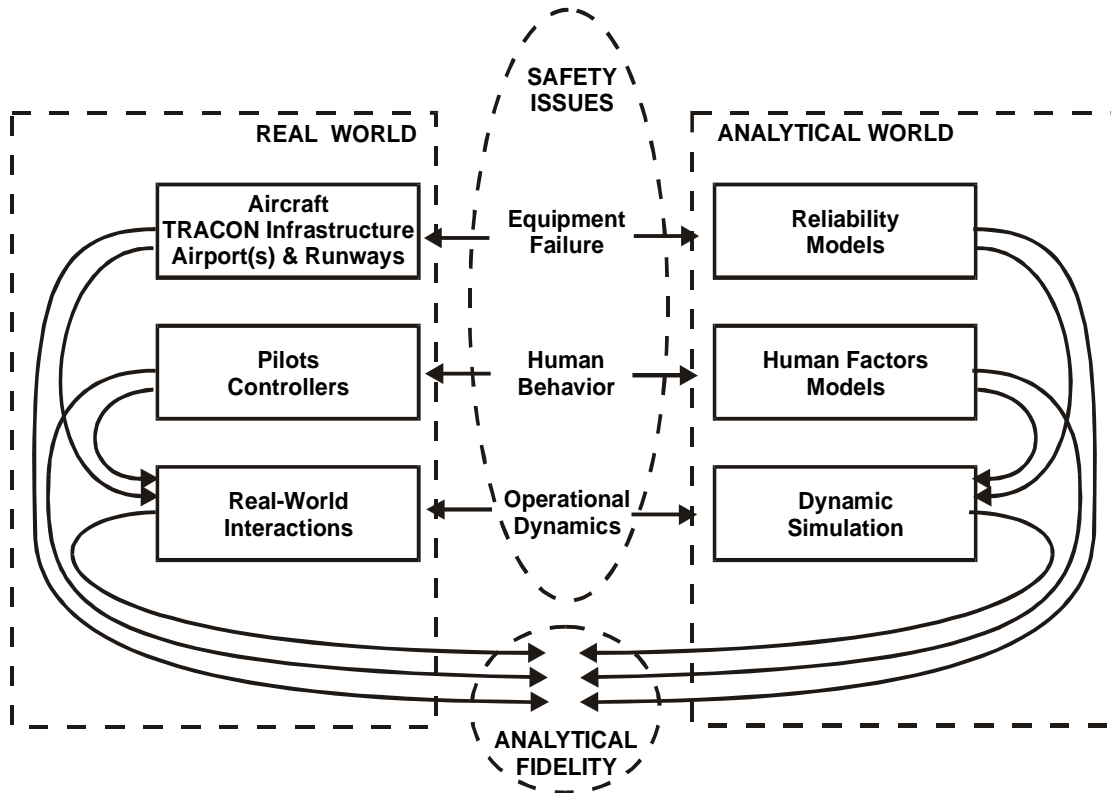 SAFETY
ISSUES
REAL WORLD
ANALYTICAL WORLD
Aircraft
TRACON Infrastructure
Airport(s) & Runways
Equipment
Failure
Reliability
Models
Pilots
Controllers
Human
Behavior
Human Factors
Models
Real-World
Interactions
Operational
Dynamics
Dynamic
Simulation
ANALYTICAL
FIDELITY